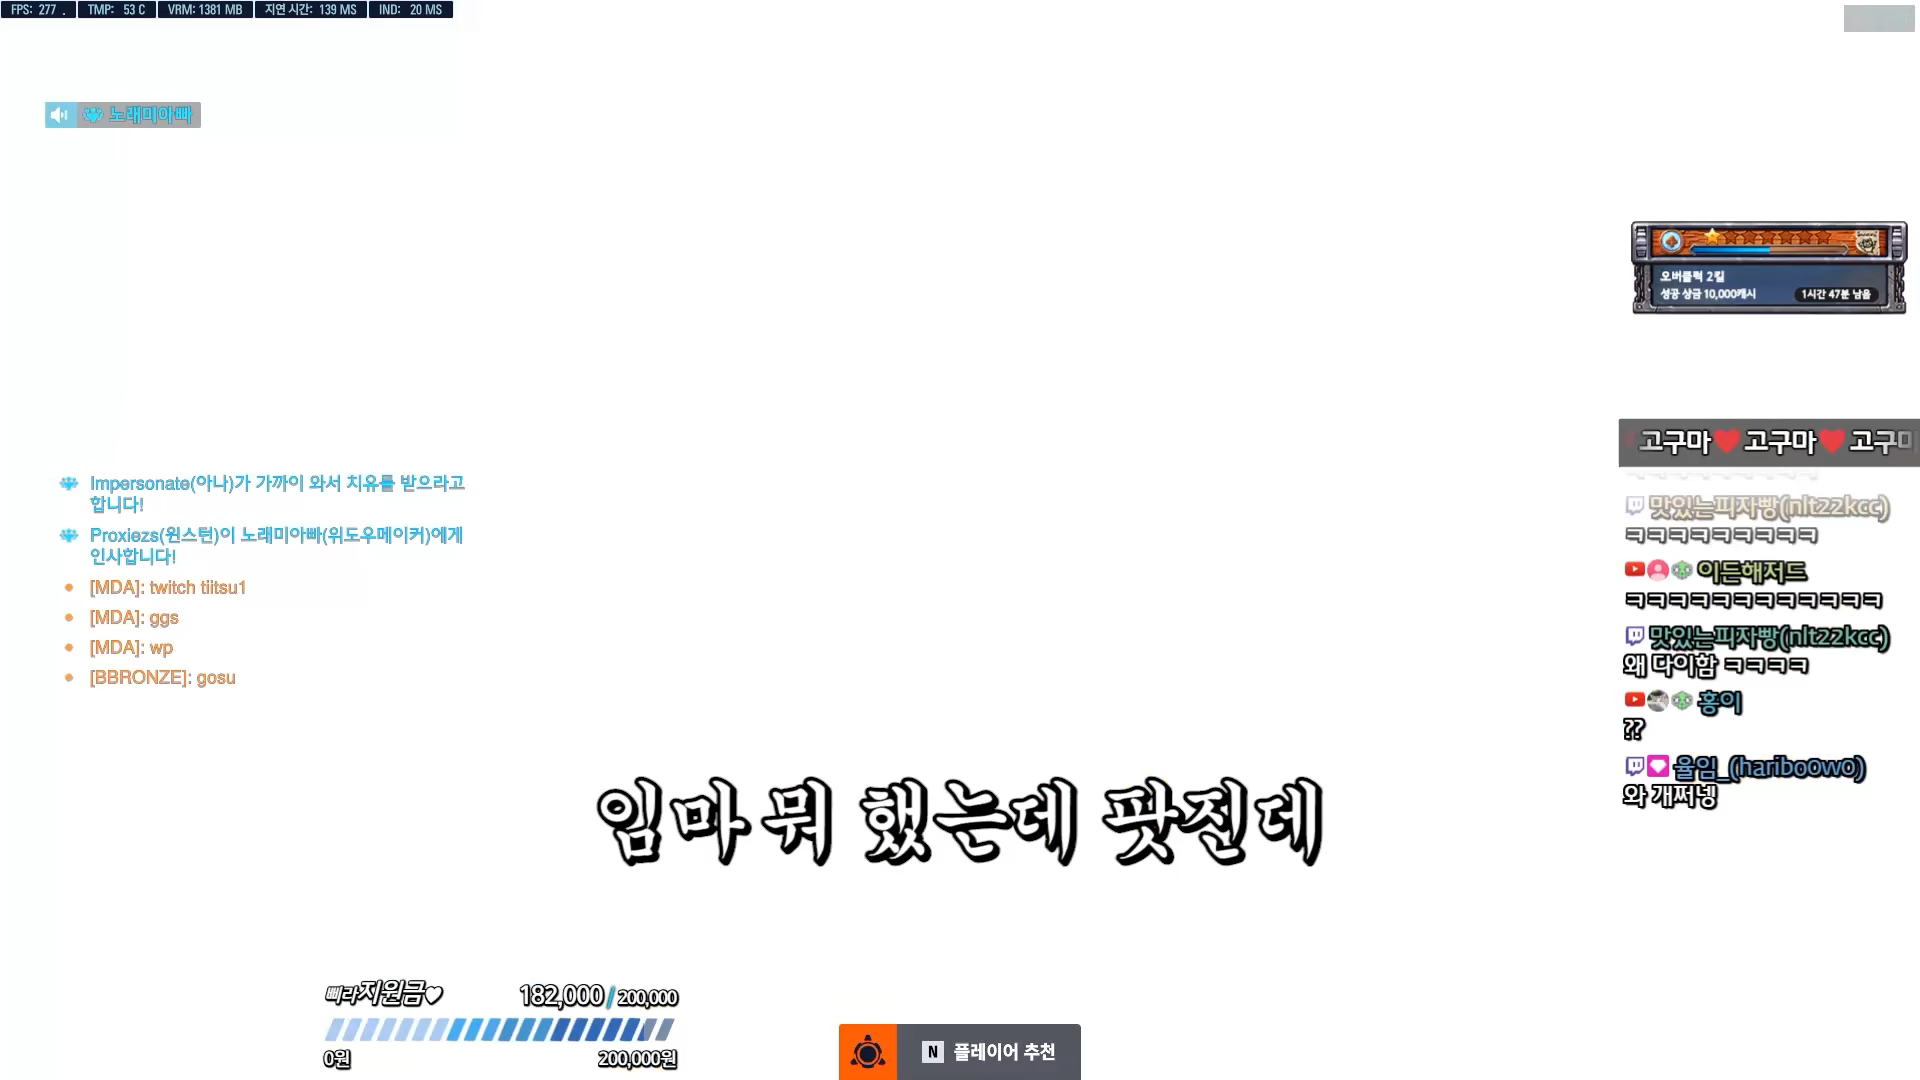 FPS: 277 .
TMP: 53 C
VRM: 1381 MB
지연 시간: 139 MS
IND: 20 MS
노래미아빠
오버클럭 2킬
성공 상금 10,000캐시
1시간 47분 남음
고구마❤고구마❤고구마
Impersonate(아나)가 가까이 와서 치유를 받으라고
합니다!
Proxiezs(윈스턴)이 노래미아빠(위도우메이커)에게
인사합니다!
[MDA]: twitch tiitsu1
[MDA]: ggs
[MDA]: wp
[BBRONZE]: gosu
맛있는피자빵(nlt22kcc)
ㅋㅋㅋㅋㅋㅋㅋㅋㅋ
이든해저드
ㅋㅋㅋㅋㅋㅋㅋㅋㅋㅋㅋㅋ
맛있는피자빵(nlt22kcc)
왜 다이함 ㅋㅋㅋㅋ
홍이
??
율임_(haribo0w0)
와 개쩌넹
임마 뭐 했는데 팟진데
삐라지원금♥
182,000/200,000
0원
200,000원
N 플레이어 추천